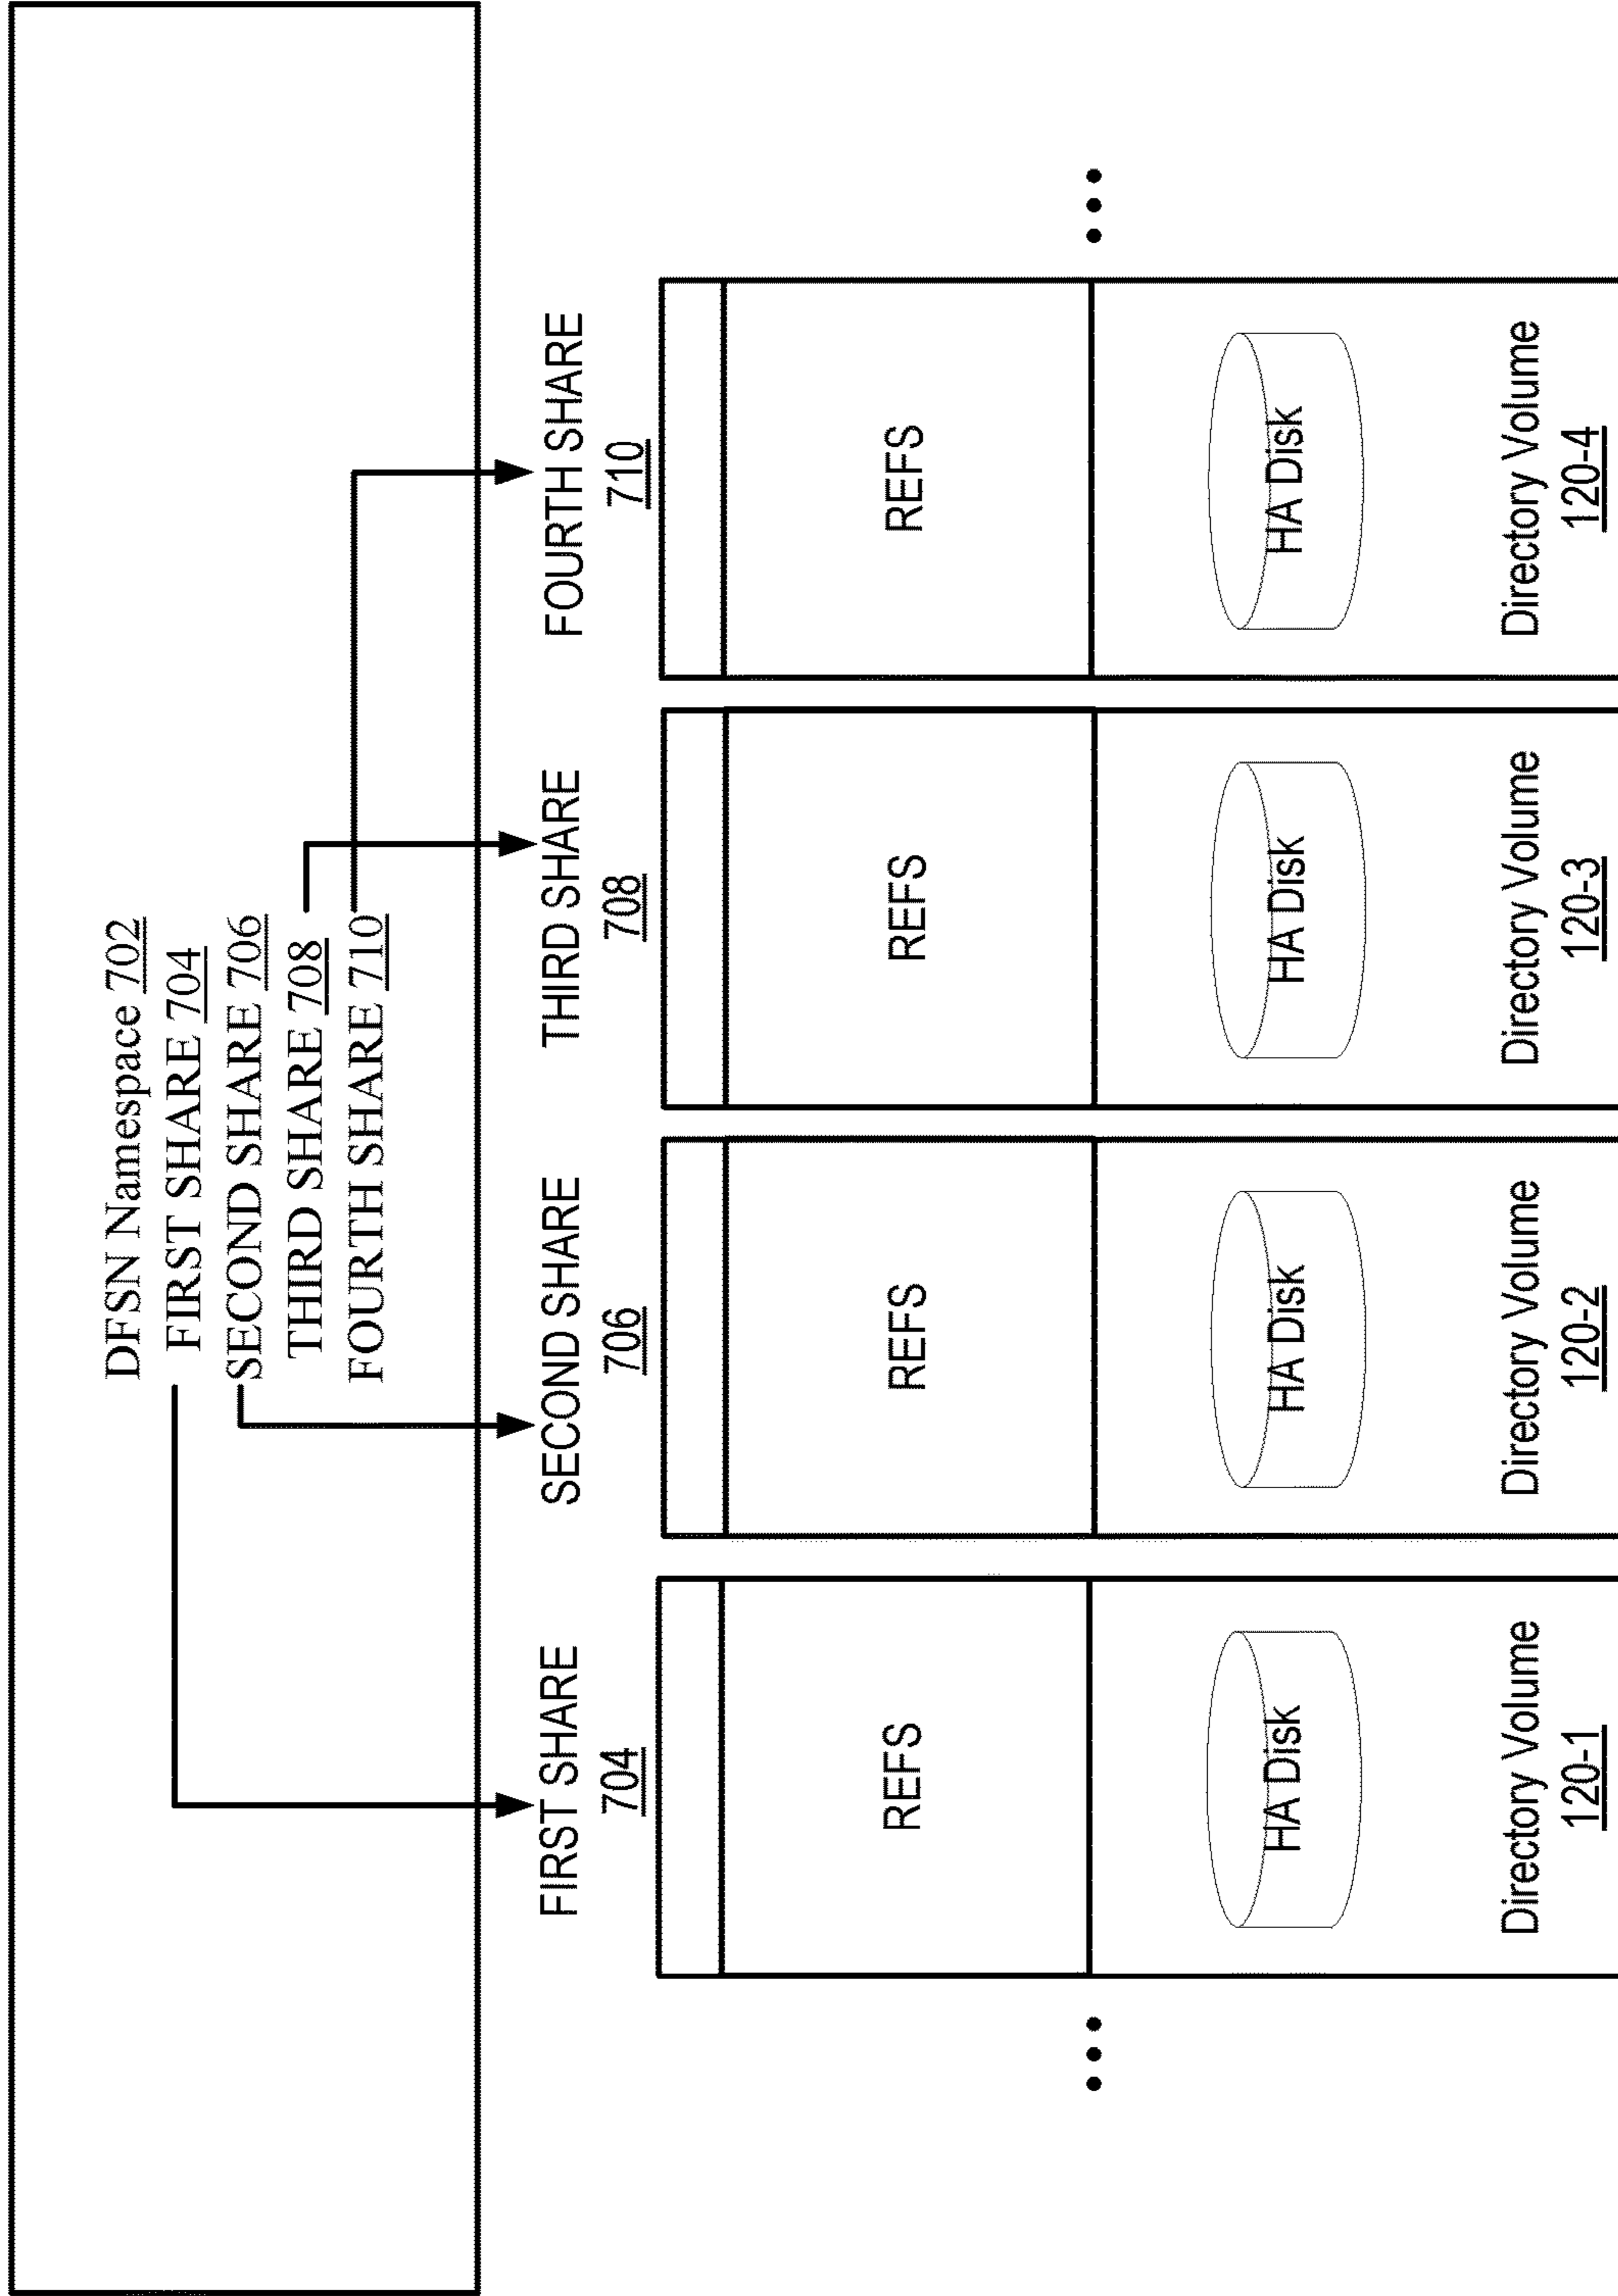 DFSN Namespace 702
FIRST SHARE 704
SECOND SHARE 706
THIRD SHARE 708
FOURTH SHARE 710
FIRST SHARE
704
REFS
HA Disk
Directory Volume
120-1
SECOND SHARE
706
REFS
HA Disk
Directory Volume
120-2
THIRD SHARE
708
REFS
HA Disk
Directory Volume
120-3
FOURTH SHARE
710
REFS
HA Disk
Directory Volume
120-4